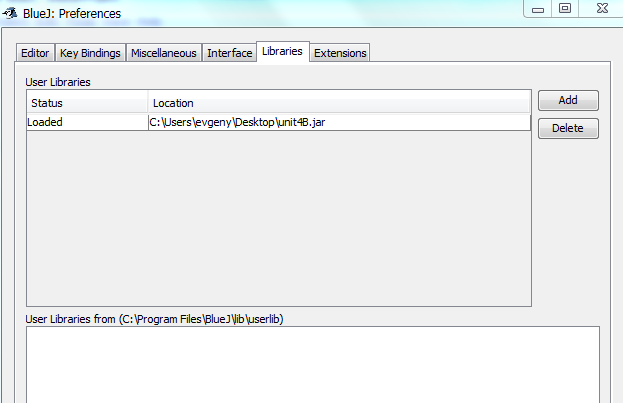 BlueJ: Preferences
Editor Key Bindings Miscellaneous Interface Libraries Extensions
User Libraries
Status Location Add
Loaded C:\Users\evgeny\Desktop\unit4B.jar Delete
User Libraries from (C:\Program Files\BlueJ\lib\userlib)